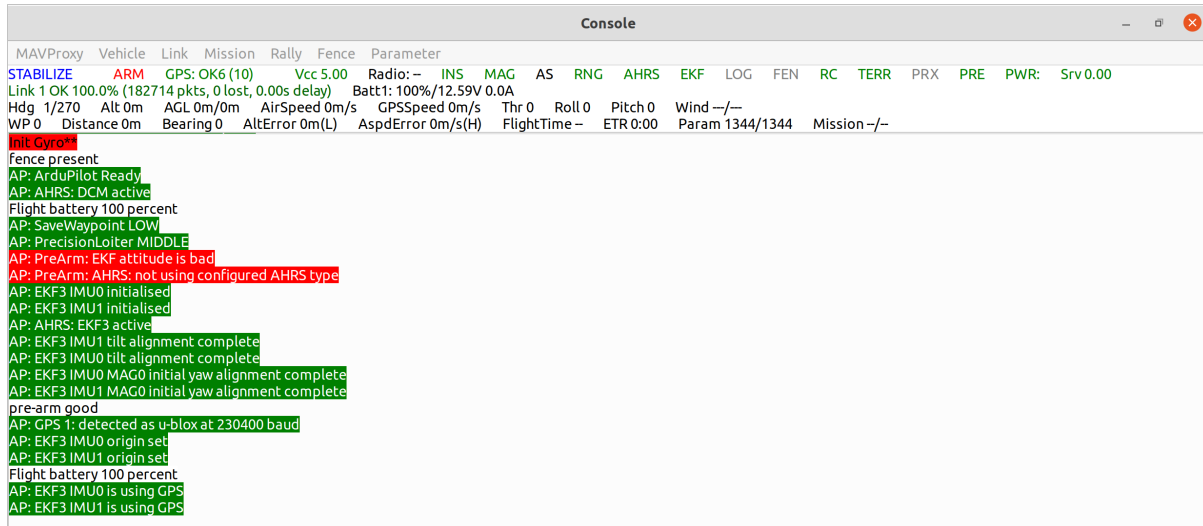 Console
MAVProxy Vehicle Link Mission Rally Fence Parameter
STABILIZE ARM GPS: OK6 (10) Vcc 5.00 Radio: -- INS MAG AS RNG AHRS EKF LOG FEN RC TERR PRX PRE PWR: Srv 0.00
Link 1 OK 100.0% (182714 pkts, 0 lost, 0.00s delay) Batt1: 100%/12.59V 0.0A
Hdg 1/270 Alt 0m AGL 0m/0m AirSpeed 0m/s GPSSpeed 0m/s Thr 0 Roll 0 Pitch 0 Wind ---/---
WP 0 Distance 0m Bearing 0 AltError 0m(L) AspdError 0m/s(H) FlightTime -- ETR 0:00 Param 1344/1344 Mission --/--
Init Gyro**
fence present
AP: ArduPilot Ready
AP: AHRS: DCM active
Flight battery 100 percent
AP: SaveWaypoint LOW
AP: PrecisionLoiter MIDDLE
AP: PreArm: EKF attitude is bad
AP: PreArm: AHRS: not using configured AHRS type
AP: EKF3 IMU0 initialised
AP: EKF3 IMU1 initialised
AP: AHRS: EKF3 active
AP: EKF3 IMU1 tilt alignment complete
AP: EKF3 IMU0 tilt alignment complete
AP: EKF3 IMU0 MAG0 initial yaw alignment complete
AP: EKF3 IMU1 MAG0 initial yaw alignment complete
pre-arm good
AP: GPS 1: detected as u-blox at 230400 baud
AP: EKF3 IMU0 origin set
AP: EKF3 IMU1 origin set
Flight battery 100 percent
AP: EKF3 IMU0 is using GPS
AP: EKF3 IMU1 is using GPS